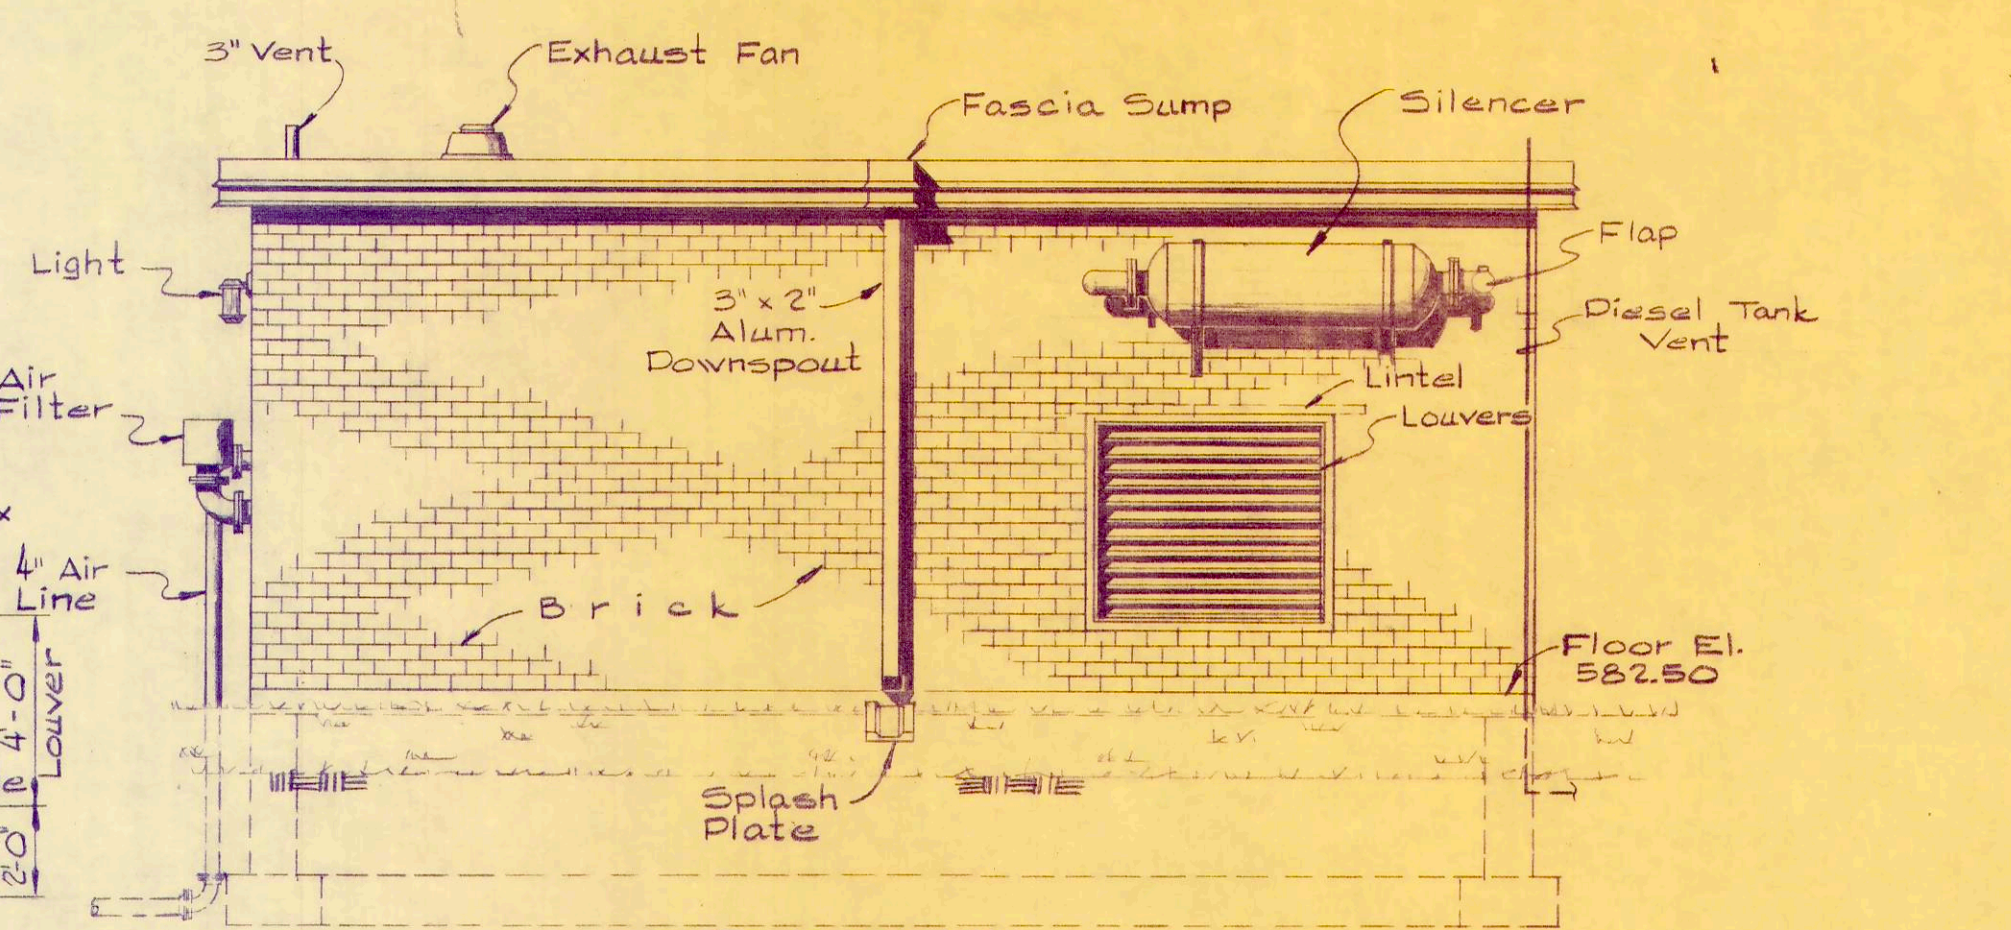 3" Vent
Exhaust Fan
Fascia Sump
Silencer
Light
Flap
3" x 2"
Alum.
Downspout
Diesel Tank
Vent
Air
Filter
Lintel
Louvers
x
4" Air
Line
Brick
Floor El.
582.50
e 4'-0"
Louver
Splash
Plate
2'-0"